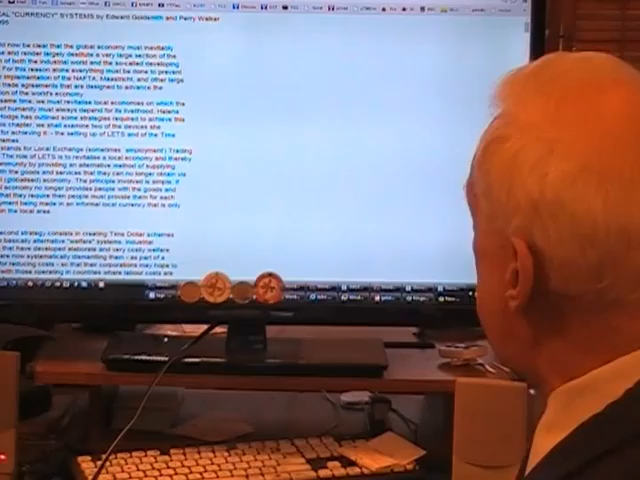 AL "CURRENCY" SYSTEMS by Edward Goldsmith and Perry Walker
d now be clear that the global economy must inevitably
e and render largely destitute a very large section of the
n of both the industrial world and the so-called developing
For this reason alone everything must be done to prevent
r implementation of the NAFTA, Maastricht, and other large
trade agreements that are designed to advance the
ion of the world's economy
same time, we must revitalise local economies on which the
of humanity must always depend for its livelihood. Helena
Hodge has outlined some strategies required to achieve this
is chapter, we shall examine two of the devices she
for achieving it: - the setting up of LETS and of the Time
hemes.
stands for Local Exchange (sometimes employment) Trading
The role of LETS is to revitalise a local economy and thereby
mmunity by providing an alternative method of supplying
with the goods and services that they can no longer obtain via
l (globalised) economy. The principle involved is simple. If
l economy no longer provides people with the goods and
that they require then people must provide them for each
yment being made in an informal local currency that is only
in the local area.
econd strategy consists in creating Time Dollar schemes
e basically alternative "welfare" systems. Industrial
that have developed elaborate and very costly welfare
are now systematically dismantling them - as part of a
for reducing costs - so that their corporations may hope to
with those operating in countries where labour costs are